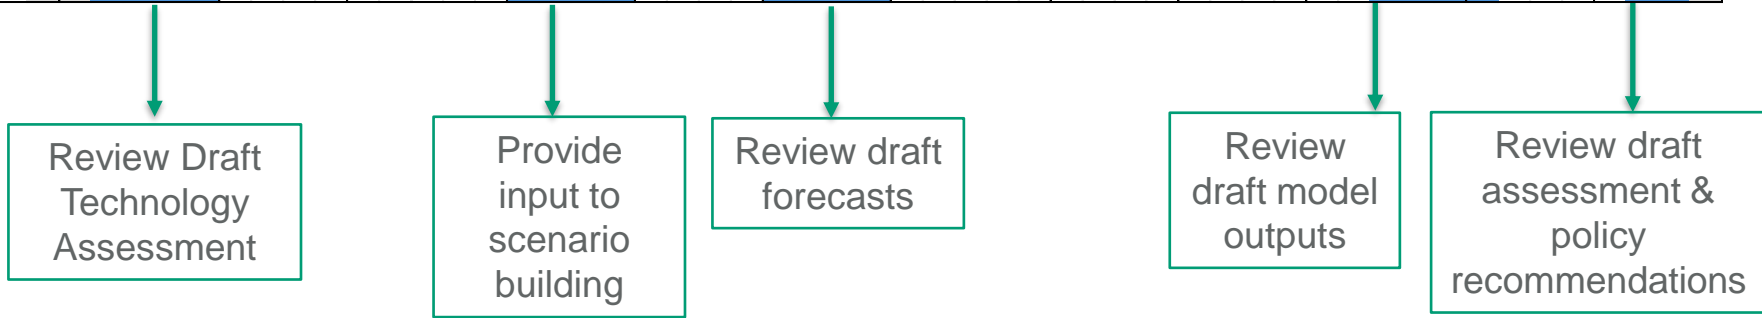 Review Draft
Technology
Assessment
Provide
input to
scenario
building
Review draft
forecasts
Review
draft model
outputs
Review draft
assessment &
policy
recommendations